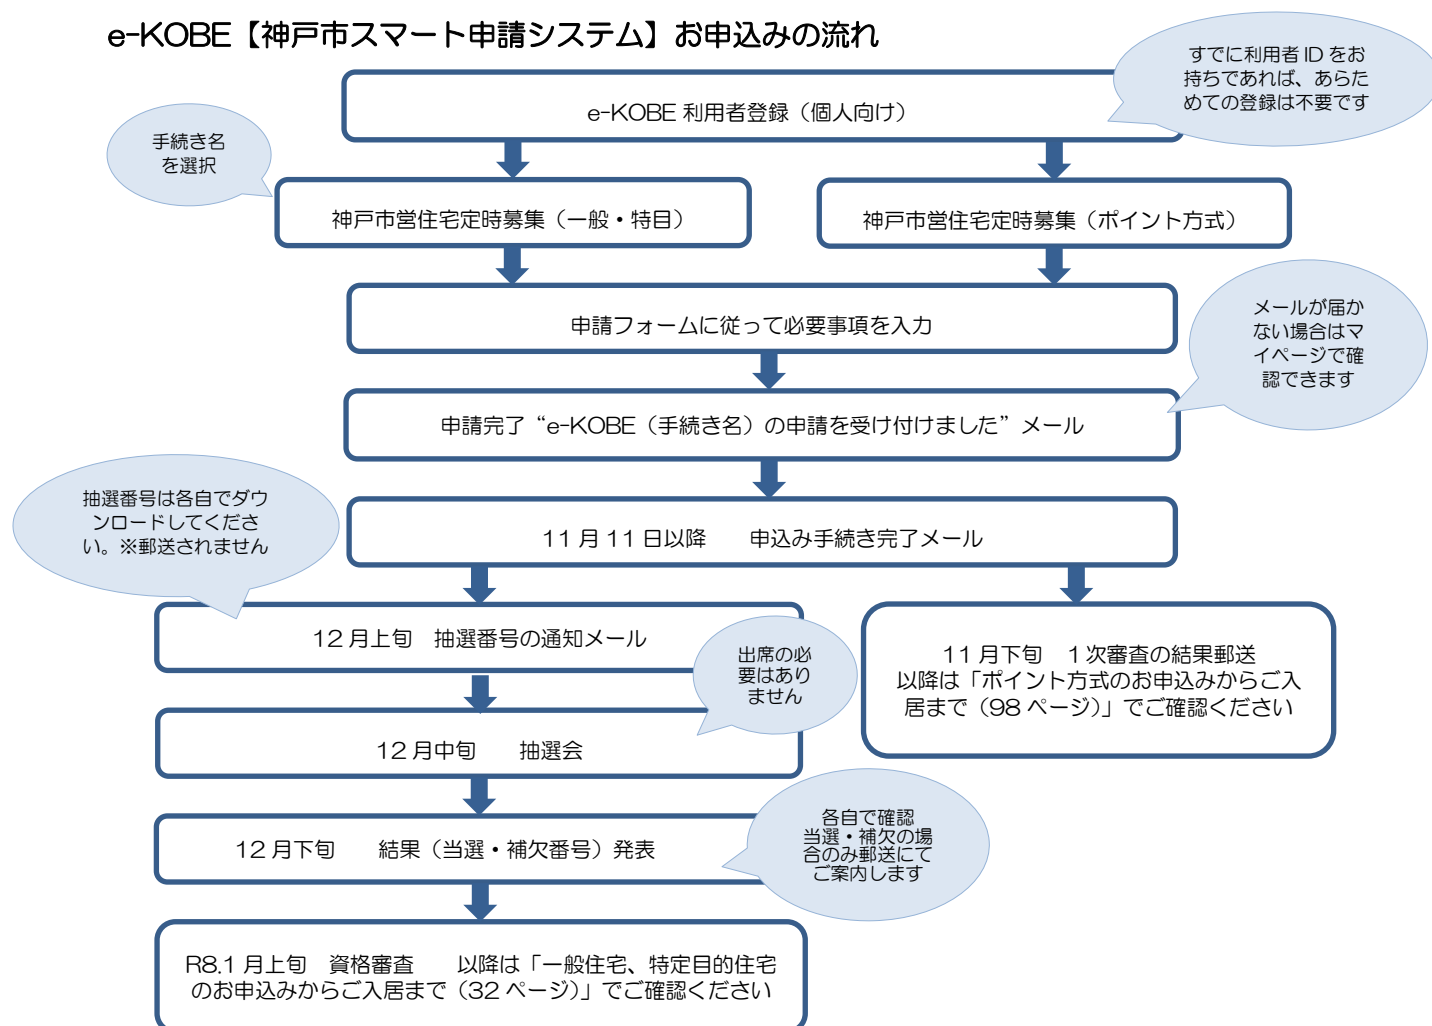 e-KOBE【神戸市スマート申請システム】お申込みの流れ
すでに利用者 ID をお
持ちであれば、あらた
めての登録は不要です
e-KOBE 利用者登録（個人向け）
手続き名
を選択
神戸市営住宅定時募集（一般・特目）
神戸市営住宅定時募集（ポイント方式）
申請フォームに従って必要事項を入力
メールが届か
ない場合はマ
イページで確
認できます
申請完了“e-KOBE（手続き名）の申請を受け付けました”メール
抽選番号は各自でダウ
ンロードしてくださ
い。※郵送されません
11 月 11 日以降　　申込み手続き完了メール
12 月上旬　抽選番号の通知メール
出席の必
要はあり
ません
11 月下旬　1 次審査の結果郵送
以降は「ポイント方式のお申込みからご入
居まで（98 ページ）」でご確認ください
12 月中旬　　抽選会
12 月下旬　　結果（当選・補欠番号）発表
各自で確認
当選・補欠の場
合のみ郵送にて
ご案内します
R8.1 月上旬　資格審査　　以降は「一般住宅、特定目的住宅
のお申込みからご入居まで（32 ページ）」でご確認ください